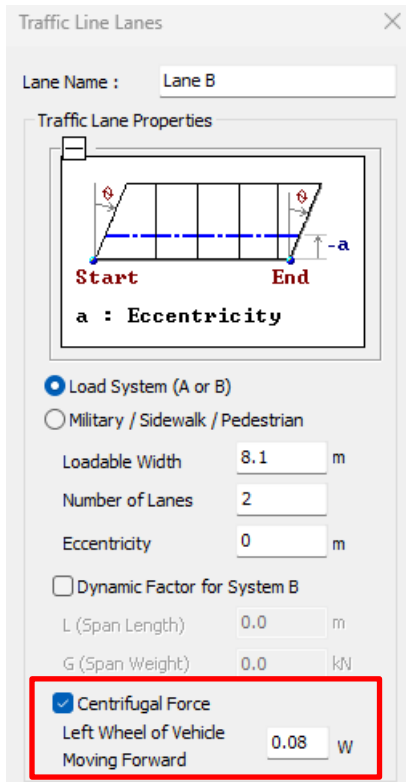 Traffic Line Lanes
Lane Name : Lane B
Traffic Lane Properties
θ θ
-a
Start End
a : Eccentricity
Load System (A or B)
Military / Sidewalk / Pedestrian
Loadable Width 8.1 m
Number of Lanes 2
Eccentricity 0 m
Dynamic Factor for System B
L (Span Length) 0.0 m
G (Span Weight) 0.0 kN
Centrifugal Force
Left Wheel of Vehicle
Moving Forward 0.08 W